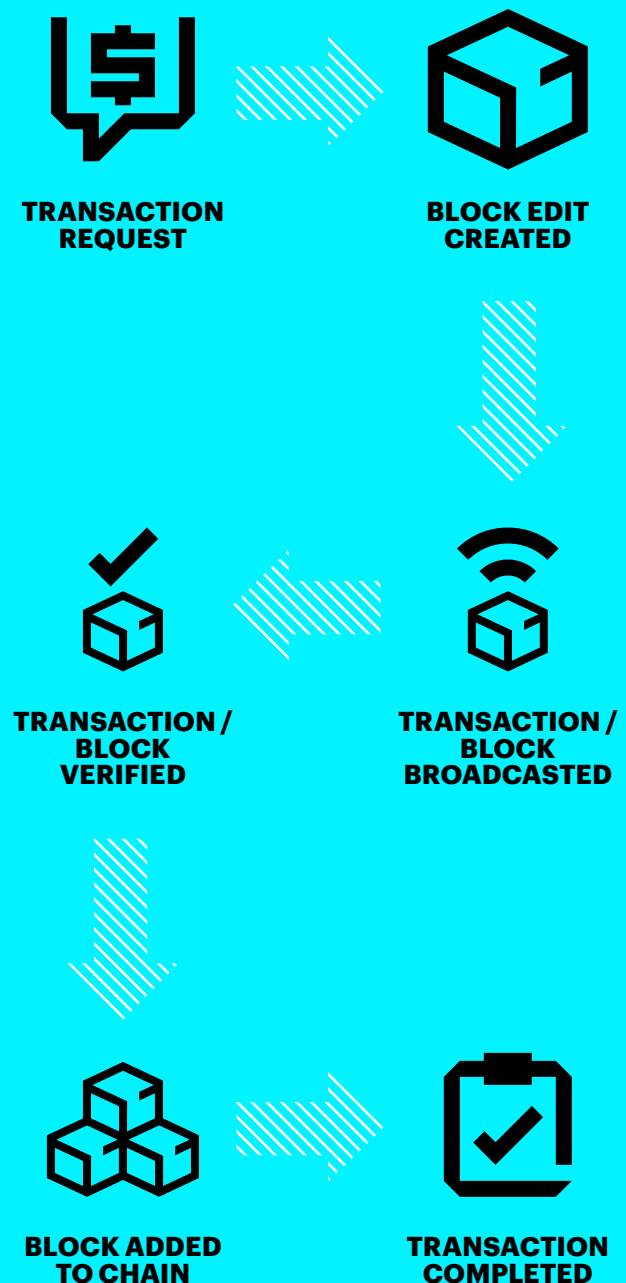 TRANSACTION
REQUEST
BLOCK EDIT
CREATED
TRANSACTION /
BLOCK
BROADCASTED
TRANSACTION /
BLOCK
VERIFIED
BLOCK ADDED
TO CHAIN
TRANSACTION
COMPLETED